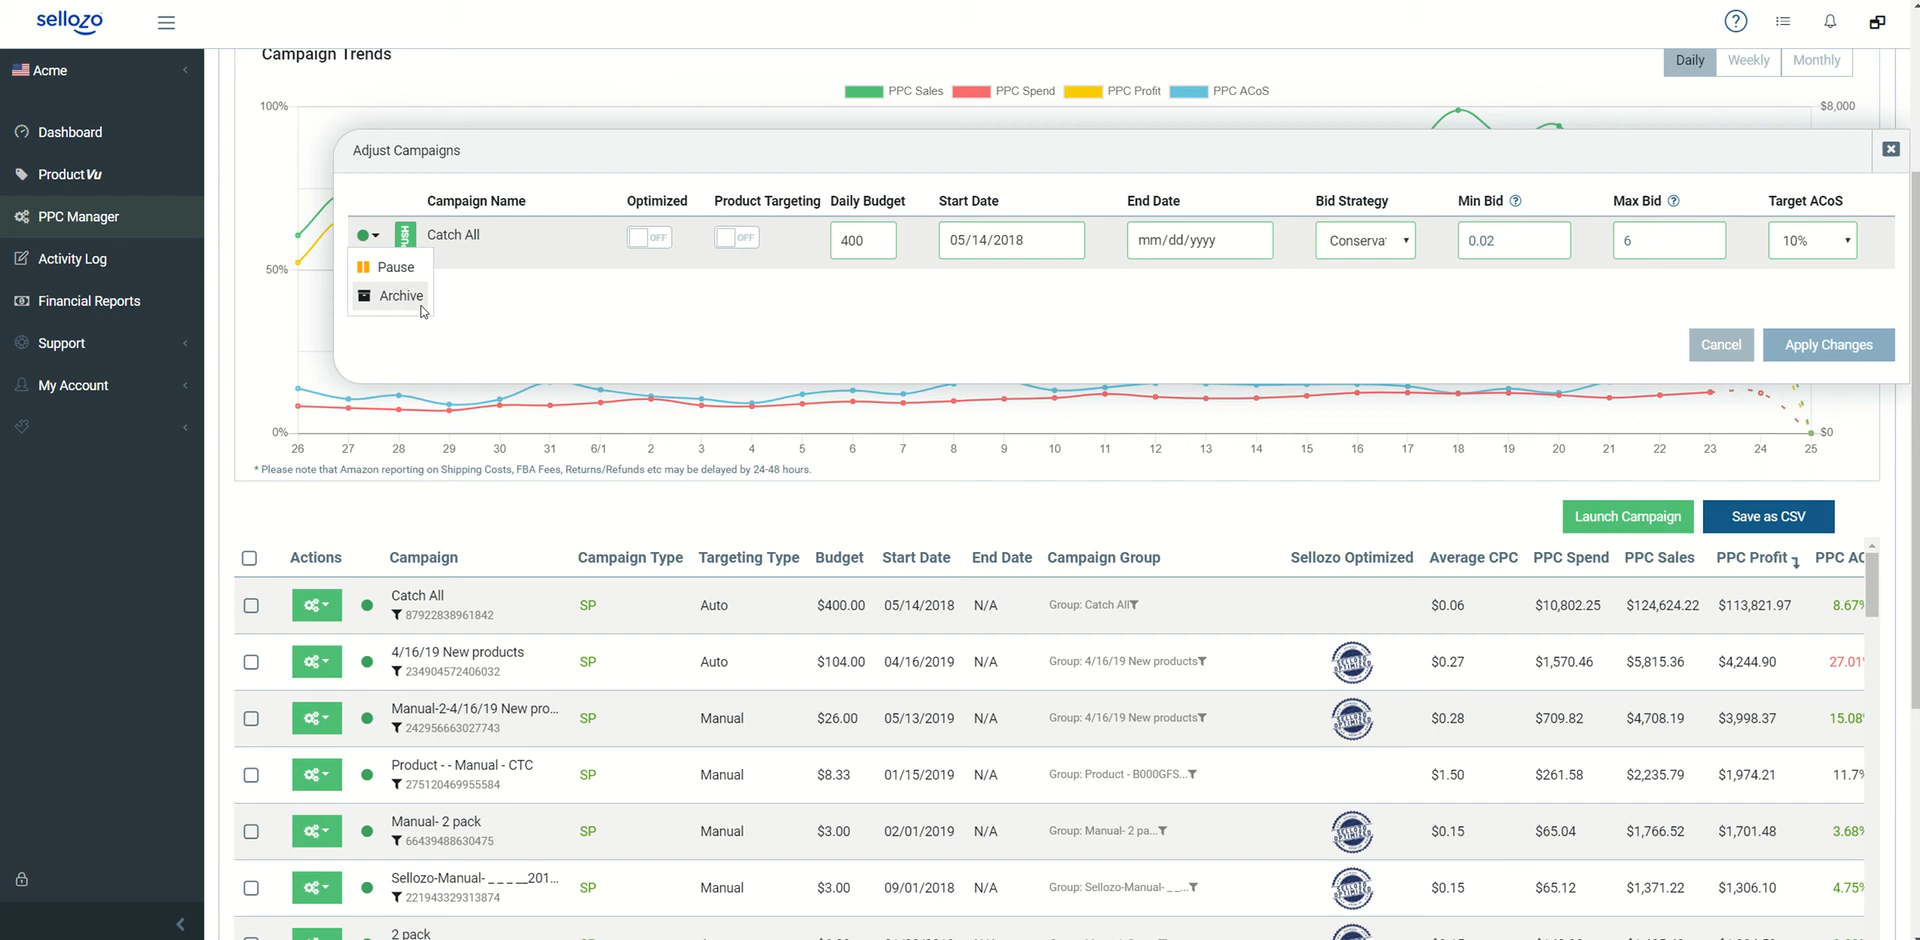 sellozo
Acme
Dashboard
ProductVu
PPC Manager
Activity Log
Financial Reports
Support
My Account
Campaign Trends
Daily Weekly Monthly
PPC Sales PPC Spend PPC Profit PPC ACoS
100%
50%
0%
$8,000
$0
Adjust Campaigns
Campaign Name Optimized Product Targeting Daily Budget Start Date End Date Bid Strategy Min Bid Max Bid Target ACoS
PUSH Catch All OFF OFF 400 05/14/2018 mm/dd/yyyy Conserva 0.02 6 10%
Pause
Archive
Cancel Apply Changes
26 27 28 29 30 31 6/1 2 3 4 5 6 7 8 9 10 11 12 13 14 15 16 17 18 19 20 21 22 23 24 25
* Please note that Amazon reporting on Shipping Costs, FBA Fees, Returns/Refunds etc may be delayed by 24-48 hours.
Launch Campaign Save as CSV
Actions Campaign Campaign Type Targeting Type Budget Start Date End Date Campaign Group Sellozo Optimized Average CPC PPC Spend PPC Sales PPC Profit PPC AC
Catch All
87922838961842
SP Auto $400.00 05/14/2018 N/A Group: Catch All $0.06 $10,802.25 $124,624.22 $113,821.97 8.67%
4/16/19 New products
234904572406032
SP Auto $104.00 04/16/2019 N/A Group: 4/16/19 New products SELLOZO OPTIMIZED $0.27 $1,570.46 $5,815.36 $4,244.90 27.01
Manual-2-4/16/19 New pro...
242956663027743
SP Manual $26.00 05/13/2019 N/A Group: 4/16/19 New products SELLOZO OPTIMIZED $0.28 $709.82 $4,708.19 $3,998.37 15.08
Product - - Manual - CTC
275120469955584
SP Manual $8.33 01/15/2019 N/A Group: Product - B000GFS... $1.50 $261.58 $2,235.79 $1,974.21 11.7%
Manual- 2 pack
66439488630475
SP Manual $3.00 02/01/2019 N/A Group: Manual- 2 pa... SELLOZO OPTIMIZED $0.15 $65.04 $1,766.52 $1,701.48 3.68%
Sellozo-Manual- _ _ _ _ _201...
221943329313874
SP Manual $3.00 09/01/2018 N/A Group: Sellozo-Manual- _ _... SELLOZO OPTIMIZED $0.15 $65.12 $1,371.22 $1,306.10 4.75%
2 pack